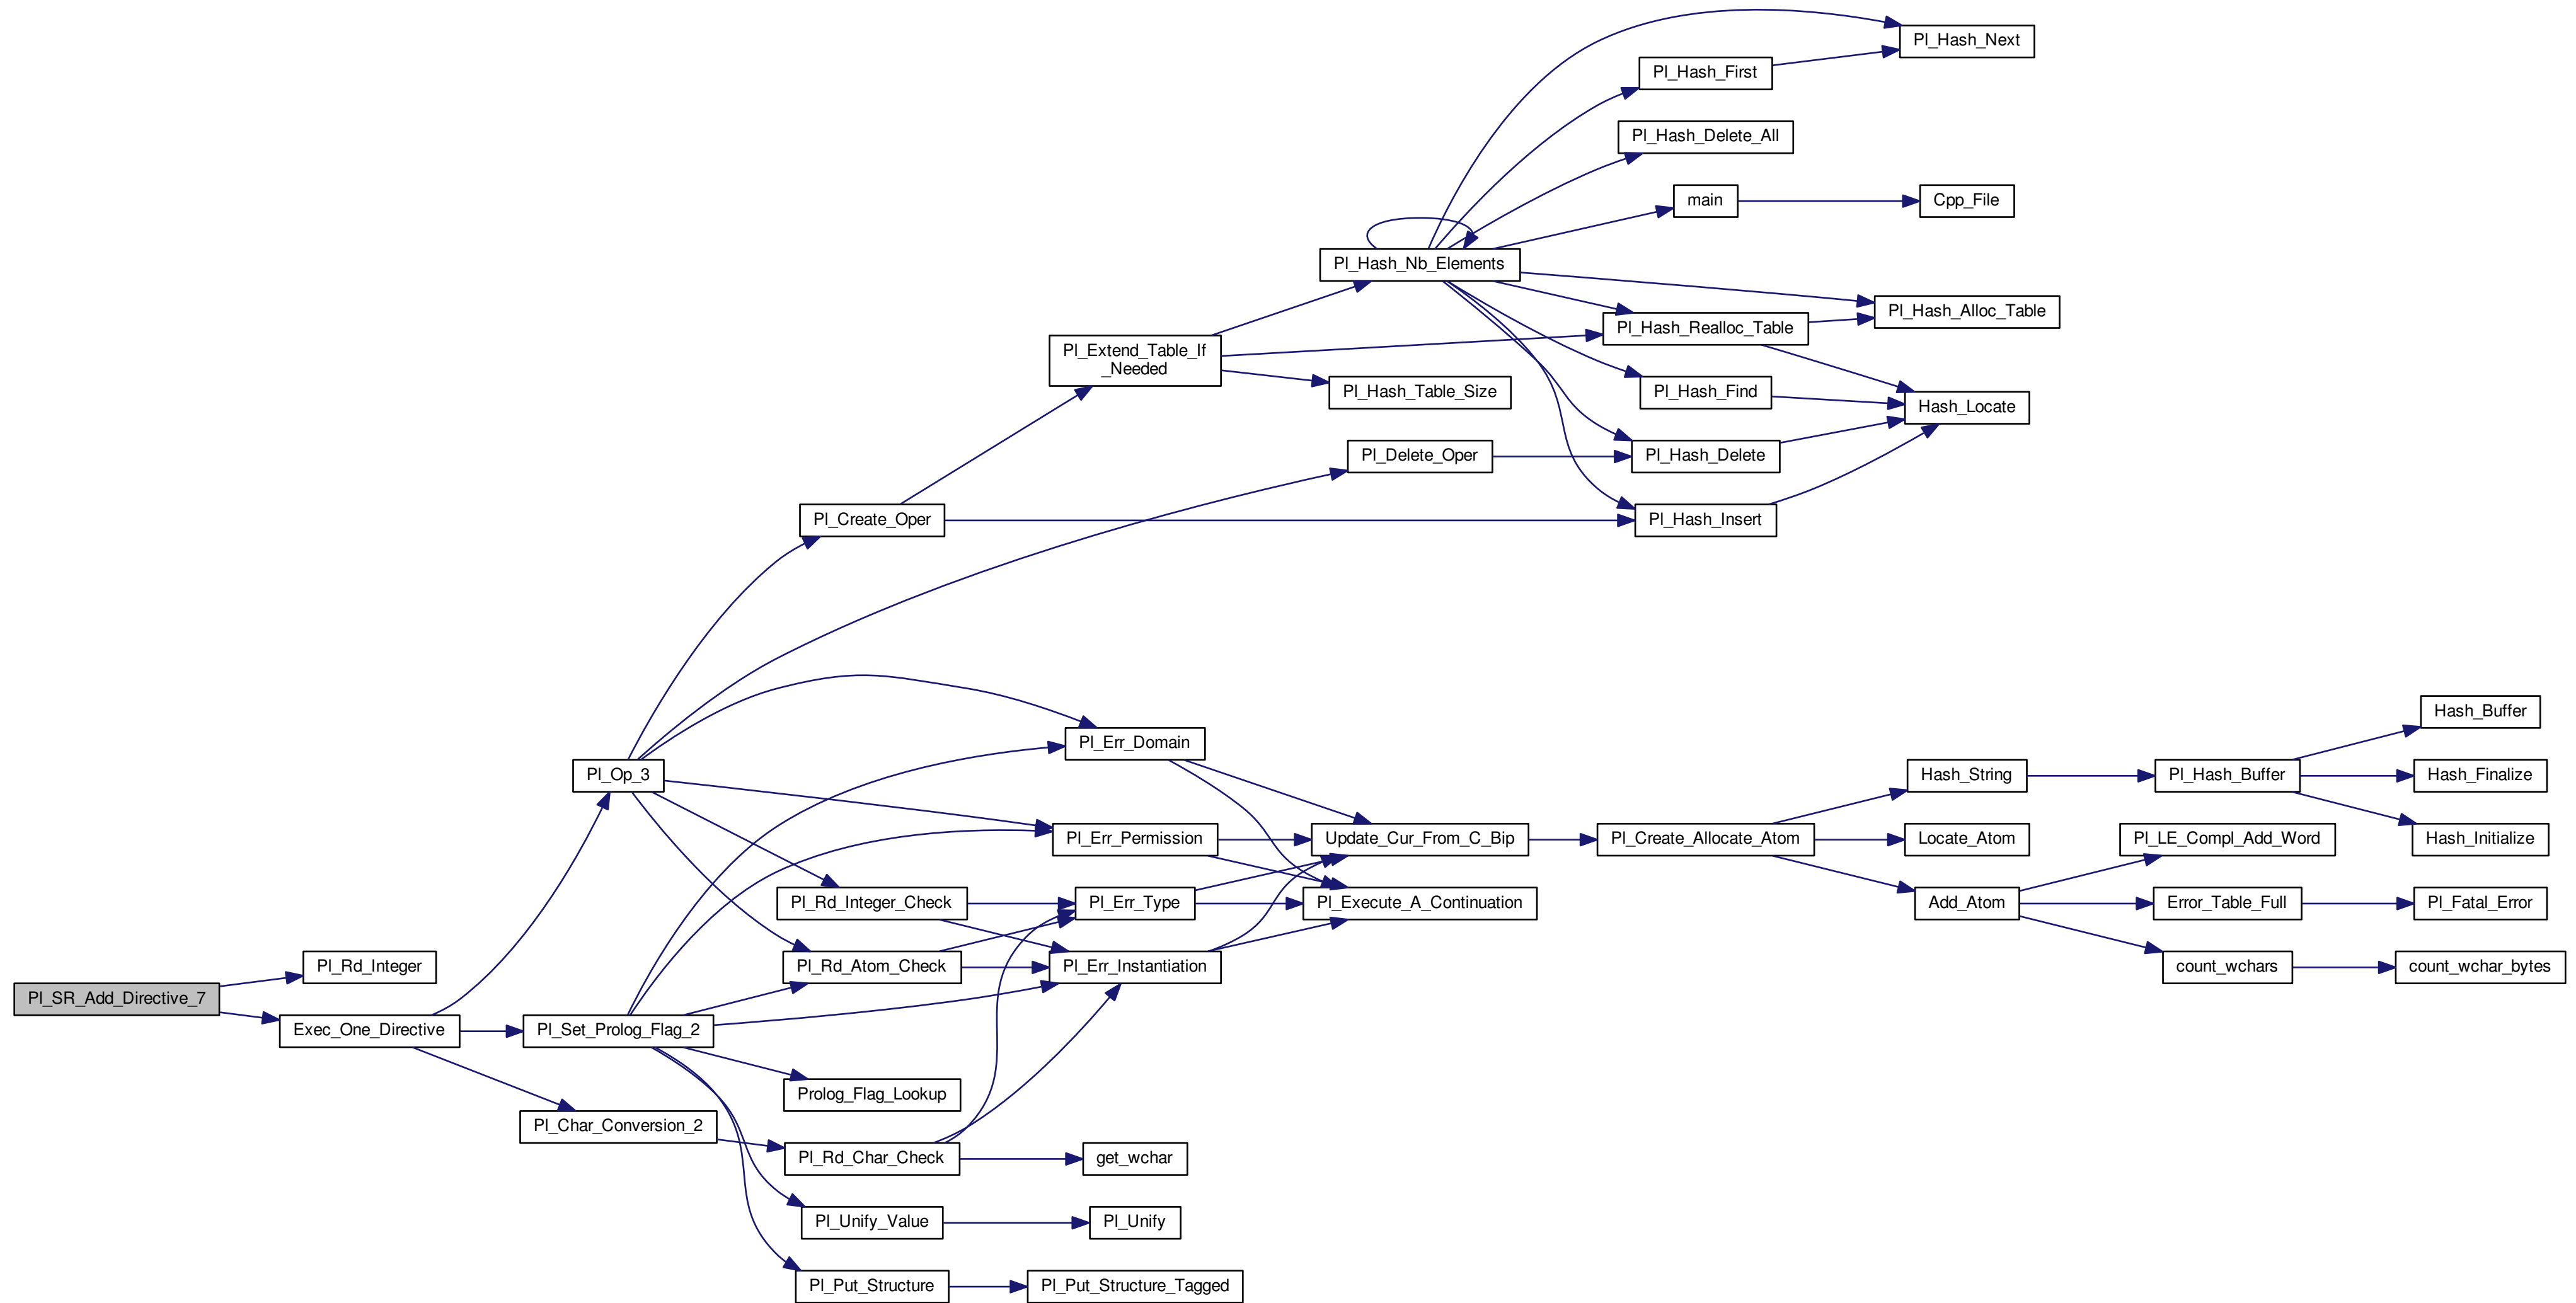 Pl_Hash_Next
Pl_Hash_First
Pl_Hash_Delete_All
main
Cpp_File
Pl_Hash_Nb_Elements
Pl_Hash_Alloc_Table
Pl_Hash_Realloc_Table
Pl_Extend_Table_If
_Needed
Pl_Hash_Table_Size
Pl_Hash_Find
Hash_Locate
Pl_Delete_Oper
Pl_Hash_Delete
Pl_Create_Oper
Pl_Hash_Insert
Hash_Buffer
Pl_Err_Domain
Pl_Op_3
Hash_String
Pl_Hash_Buffer
Hash_Finalize
Pl_Err_Permission
Update_Cur_From_C_Bip
Pl_Create_Allocate_Atom
Locate_Atom
Pl_LE_Compl_Add_Word
Hash_Initialize
Pl_Rd_Integer_Check
Pl_Err_Type
Pl_Execute_A_Continuation
Add_Atom
Error_Table_Full
Pl_Fatal_Error
Pl_Rd_Integer
Pl_Rd_Atom_Check
Pl_Err_Instantiation
count_wchars
count_wchar_bytes
Pl_SR_Add_Directive_7
Exec_One_Directive
Pl_Set_Prolog_Flag_2
Prolog_Flag_Lookup
Pl_Char_Conversion_2
Pl_Rd_Char_Check
get_wchar
Pl_Unify_Value
Pl_Unify
Pl_Put_Structure
Pl_Put_Structure_Tagged